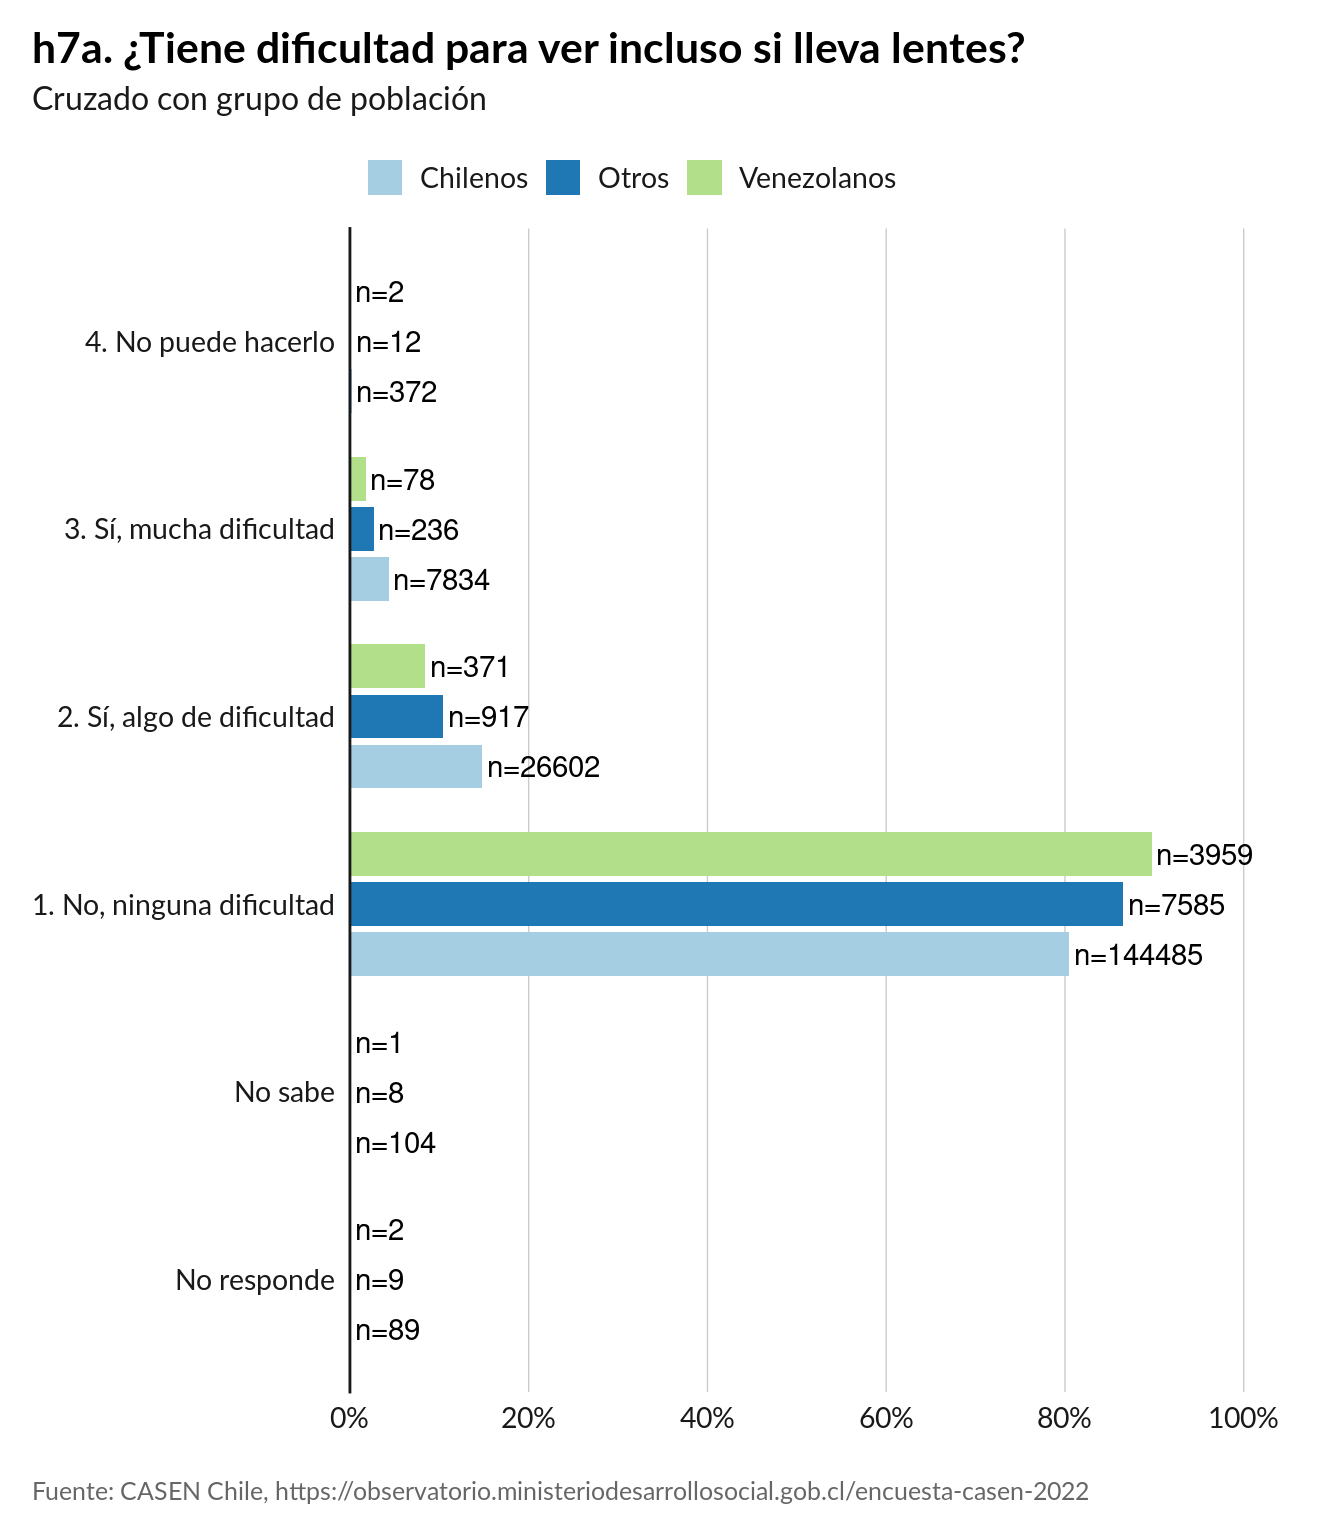 h7a. ¿Tiene dificultad para ver incluso si lleva lentes?
Cruzado con grupo de población
Chilenos Otros Venezolanos
n=2
4. No puede hacerlo n=12
n=372
n=78
3. Sí, mucha dificultad n=236
n=7834
n=371
2. Sí, algo de dificultad n=917
n=26602
n=3959
1. No, ninguna dificultad n=7585
n=144485
n=1
No sabe n=8
n=104
n=2
No responde n=9
n=89
0% 20% 40% 60% 80% 100%
Fuente: CASEN Chile, https://observatorio.ministeriodesarrollosocial.gob.cl/encuesta-casen-2022